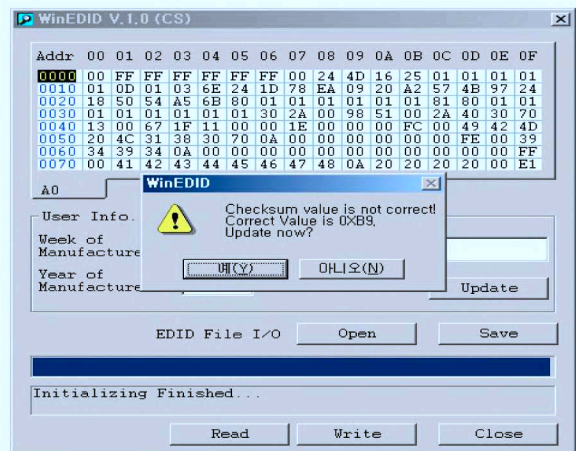 WinEDID V.1.0 (CS)
Addr 00 01 02 03 04 05 06 07 08 09 0A 0B 0C 0D 0E 0F
0000 00 FF FF FF FF FF FF 00 24 4D 16 25 01 01 01 01
0010 01 0D 01 03 6E 24 1D 78 EA 09 20 A2 57 4B 97 24
0020 18 50 54 A5 6B 80 01 01 01 01 01 01 81 80 01 01
0030 01 01 01 01 01 01 30 2A 00 98 51 00 2A 40 30 70
0040 13 00 67 1F 11 00 00 1E 00 00 00 FC 00 49 42 4D
0050 20 4C 31 38 30 70 0A 00 00 00 00 00 00 FE 00 39
0060 34 39 34 0A 00 00 00 00 00 00 00 00 00 00 00 FF
0070 00 41 42 43 44 45 46 47 48 0A 20 20 20 20 00 E1
A0
WinEDID
Checksum value is not correct!
Correct Value is 0XB9,
Update now?
예(Y)
아니오(N)
User Info.
Week of
Manufacture
Year of
Manufacture
Update
EDID File I/O
Open
Save
Initializing Finished...
Read
Write
Close